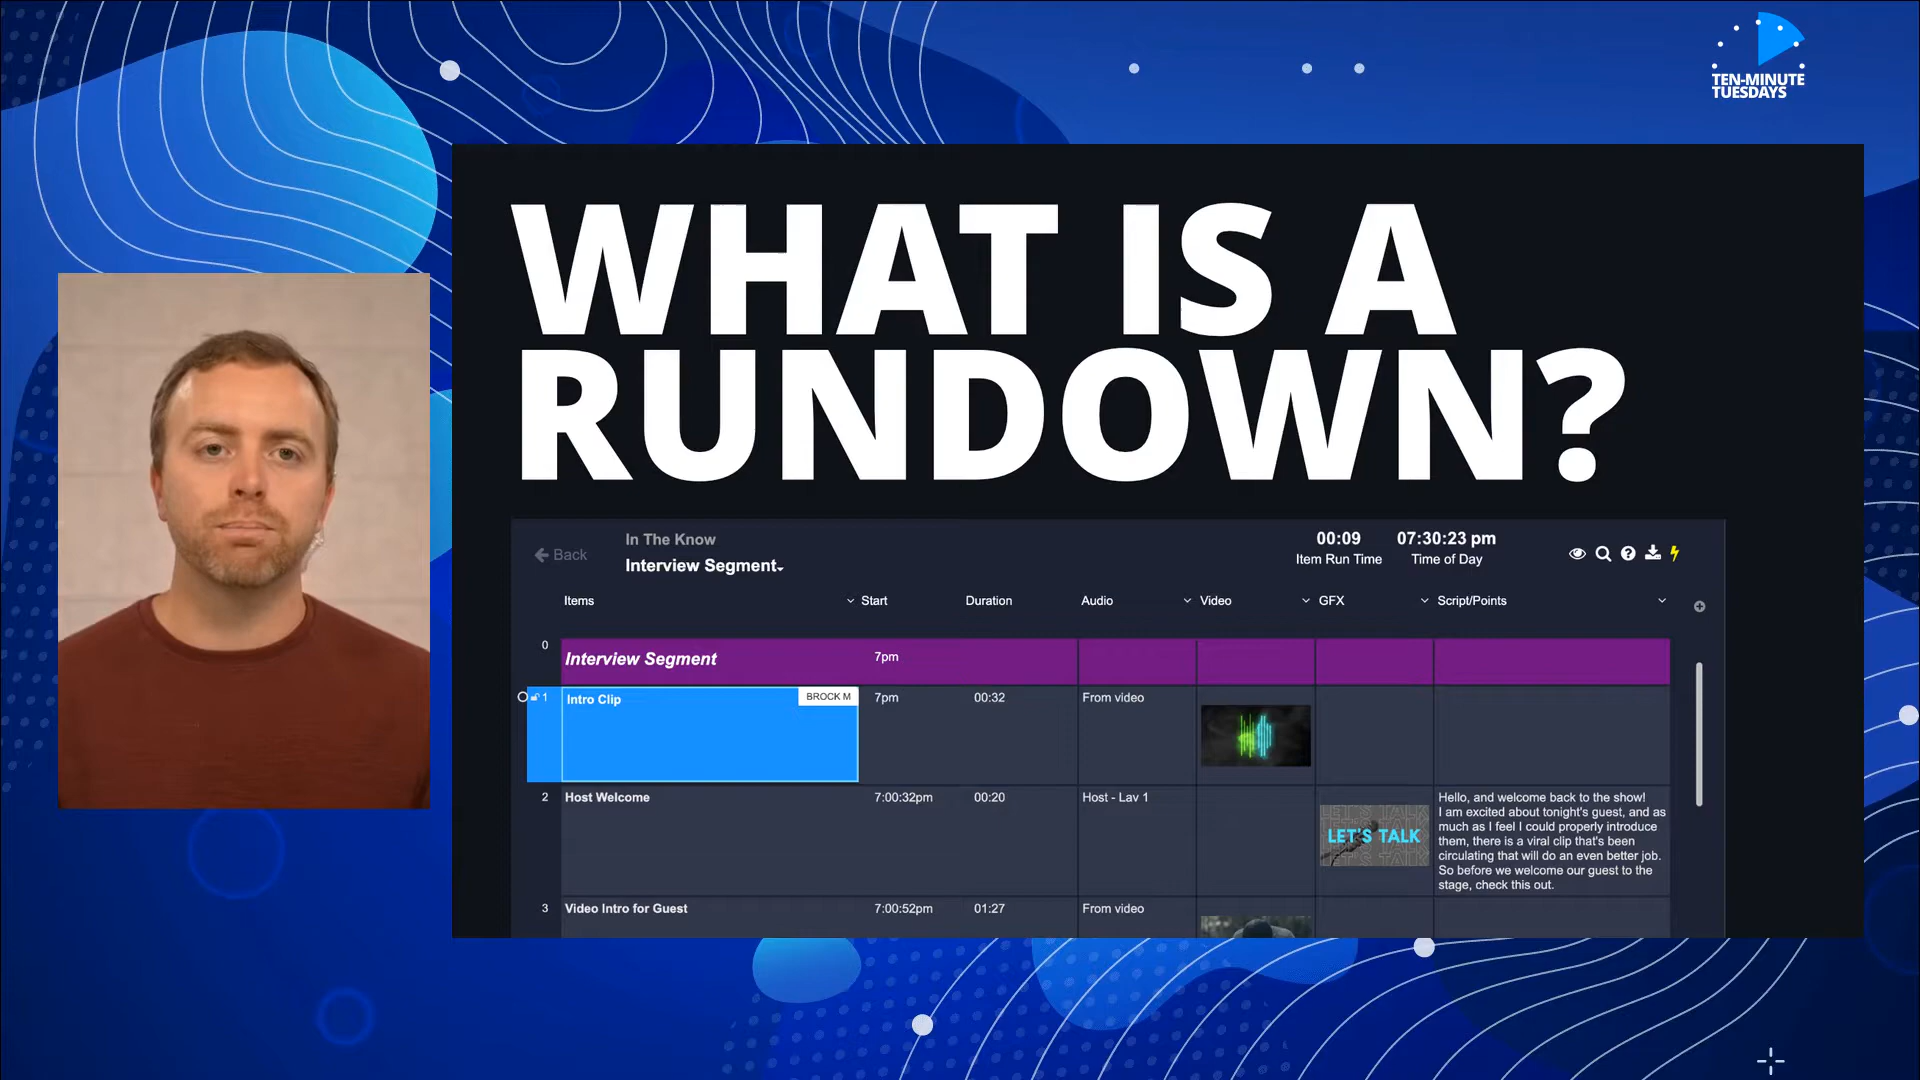 TEN-MINUTE
TUESDAYS
WHAT IS A
RUNDOWN?
Back
In The Know
Interview Segment
00:09
Item Run Time
07:30:23 pm
Time of Day
Items Start Duration Audio Video GFX Script/Points
0 Interview Segment 7pm
1 Intro Clip BROCK M 7pm 00:32 From video
2 Host Welcome 7:00:32pm 00:20 Host - Lav 1
LET'S TALK
Hello, and welcome back to the show!
I am excited about tonight's guest, and as
much as I feel I could properly introduce
them, there is a viral clip that's been
circulating that will do an even better job.
So before we welcome our guest to the
stage, check this out.
3 Video Intro for Guest 7:00:52pm 01:27 From video